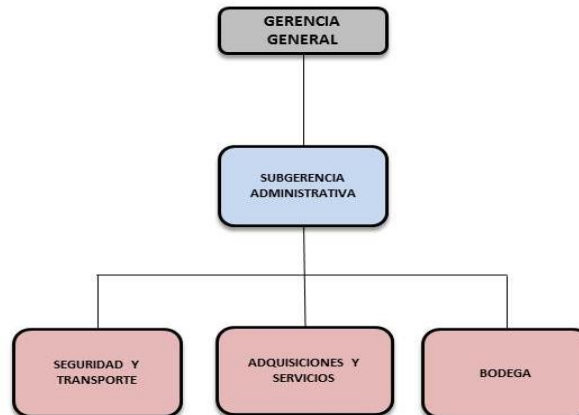 GERENCIA
GENERAL
SUBGERENCIA
ADMINISTRATIVA
SEGURIDAD Y
TRANSPORTE
ADQUISICIONES Y
SERVICIOS
BODEGA